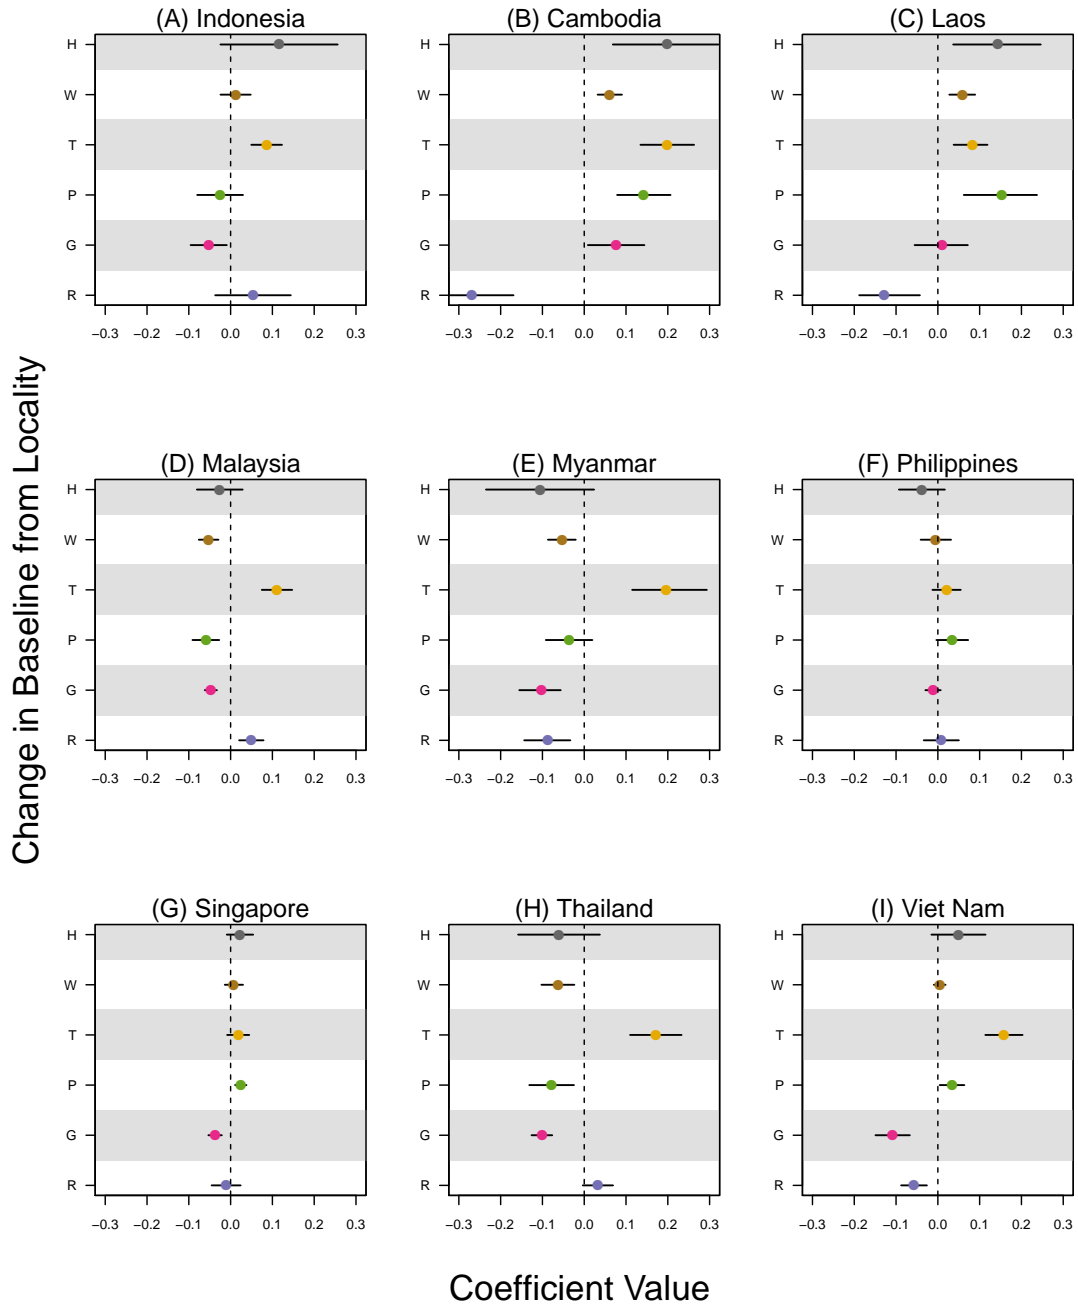 (A) Indonesia
(B) Cambodia
(C) Laos
H
W
T
P
G
R
−0.3 −0.2 −0.1 0.0 0.1 0.2 0.3
H
W
T
P
G
R
−0.3 −0.2 −0.1 0.0 0.1 0.2 0.3
H
W
T
P
G
R
−0.3 −0.2 −0.1 0.0 0.1 0.2 0.3
Change in Baseline from Locality
(D) Malaysia
(E) Myanmar
(F) Philippines
H
W
T
P
G
R
−0.3 −0.2 −0.1 0.0 0.1 0.2 0.3
H
W
T
P
G
R
−0.3 −0.2 −0.1 0.0 0.1 0.2 0.3
H
W
T
P
G
R
−0.3 −0.2 −0.1 0.0 0.1 0.2 0.3
(G) Singapore
(H) Thailand
(I) Viet Nam
H
W
T
P
G
R
−0.3 −0.2 −0.1 0.0 0.1 0.2 0.3
H
W
T
P
G
R
−0.3 −0.2 −0.1 0.0 0.1 0.2 0.3
H
W
T
P
G
R
−0.3 −0.2 −0.1 0.0 0.1 0.2 0.3
Coefficient Value